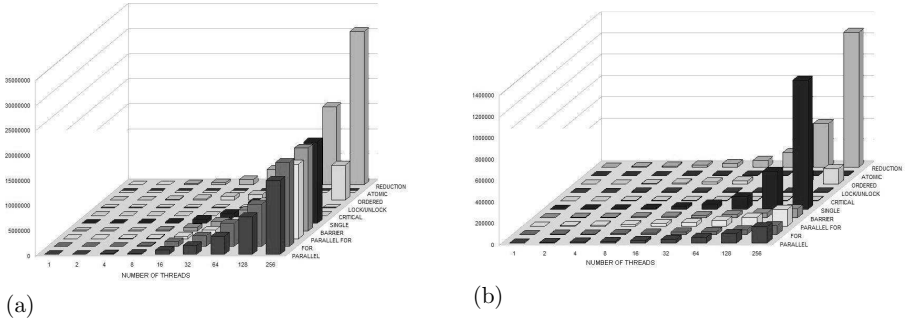 35000000
30000000
25000000
20000000
15000000
10000000
5000000
0
1 2 4 8 16 32 64 128 256
NUMBER OF THREADS
REDUCTION
ATOMIC
ORDERED
LOCK/UNLOCK
CRITICAL
SINGLE
BARRIER
PARALLEL FOR
FOR
PARALLEL
(a)
1400000
1200000
1000000
800000
600000
400000
200000
0
1 2 4 8 16 32 64 128 256
NUMBER OF THREADS
REDUCTION
ATOMIC
ORDERED
LOCK/UNLOCK
CRITICAL
SINGLE
BARRIER
PARALLEL FOR
FOR
PARALLEL
(b)